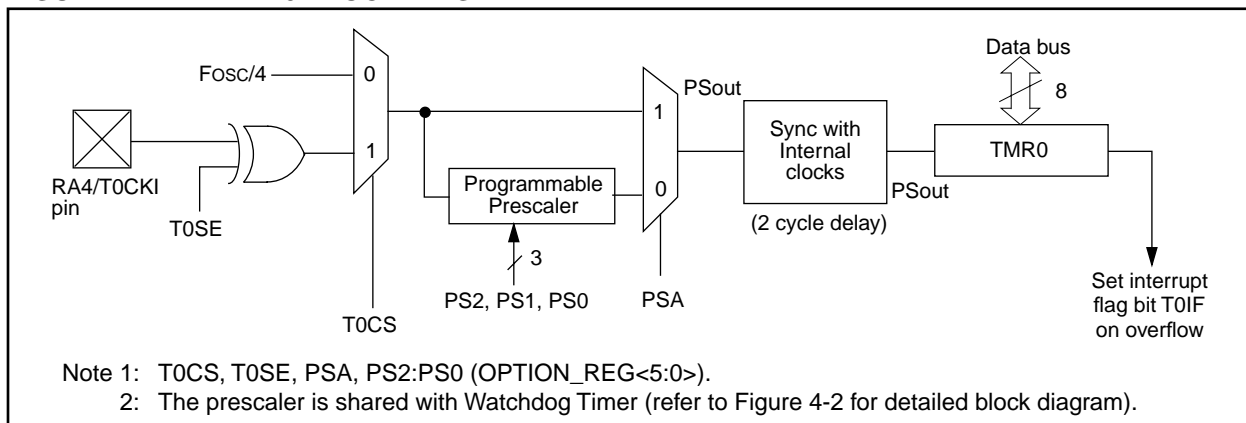 Data bus
FOSC/4
0
8
PSout
1
1
Sync with
Internal
clocks
TMR0
RA4/T0CKI
pin
Programmable
Prescaler
0
PSout
T0SE
(2 cycle delay)
3
PS2, PS1, PS0
PSA
T0CS
Set interrupt
flag bit T0IF
on overflow
Note 1: T0CS, T0SE, PSA, PS2:PS0 (OPTION_REG<5:0>).
2: The prescaler is shared with Watchdog Timer (refer to Figure 4-2 for detailed block diagram).